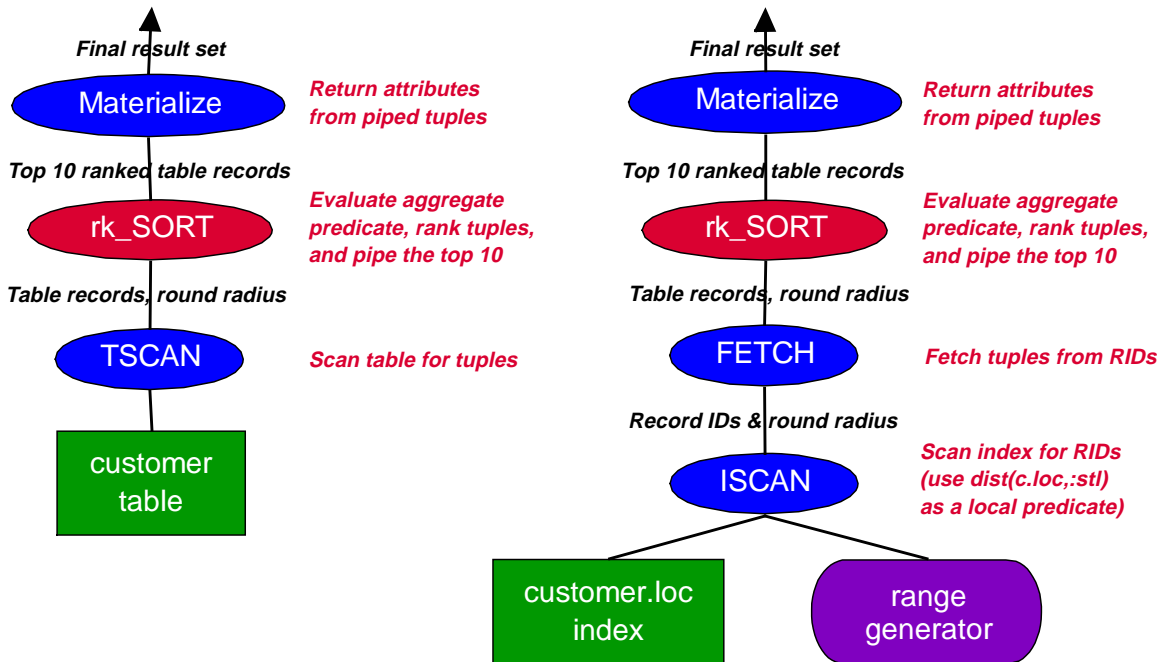 Final result set
Materialize
Return attributes
from piped tuples
Top 10 ranked table records
rk_SORT
Evaluate aggregate
predicate, rank tuples,
and pipe the top 10
Table records, round radius
TSCAN
Scan table for tuples
customer
table
Final result set
Materialize
Return attributes
from piped tuples
Top 10 ranked table records
rk_SORT
Evaluate aggregate
predicate, rank tuples,
and pipe the top 10
Table records, round radius
FETCH
Fetch tuples from RIDs
Record IDs & round radius
ISCAN
Scan index for RIDs
(use dist(c.loc,:stl)
as a local predicate)
customer.loc
index
range
generator